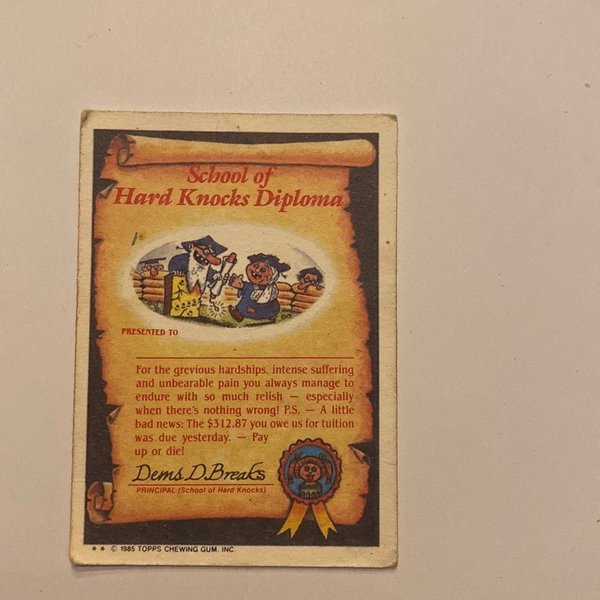 School of
Hard Knocks Diploma
PRESENTED TO
For the grevious hardships, intense suffering
and unbearable pain you always manage to
endure with so much relish — especially
when there's nothing wrong! P.S. — A little
bad news: The $312.87 you owe us for tuition
was due yesterday. — Pay
up or die!
Dems D. Breaks
PRINCIPAL (School of Hard Knocks)
* * © 1985 TOPPS CHEWING GUM, INC.